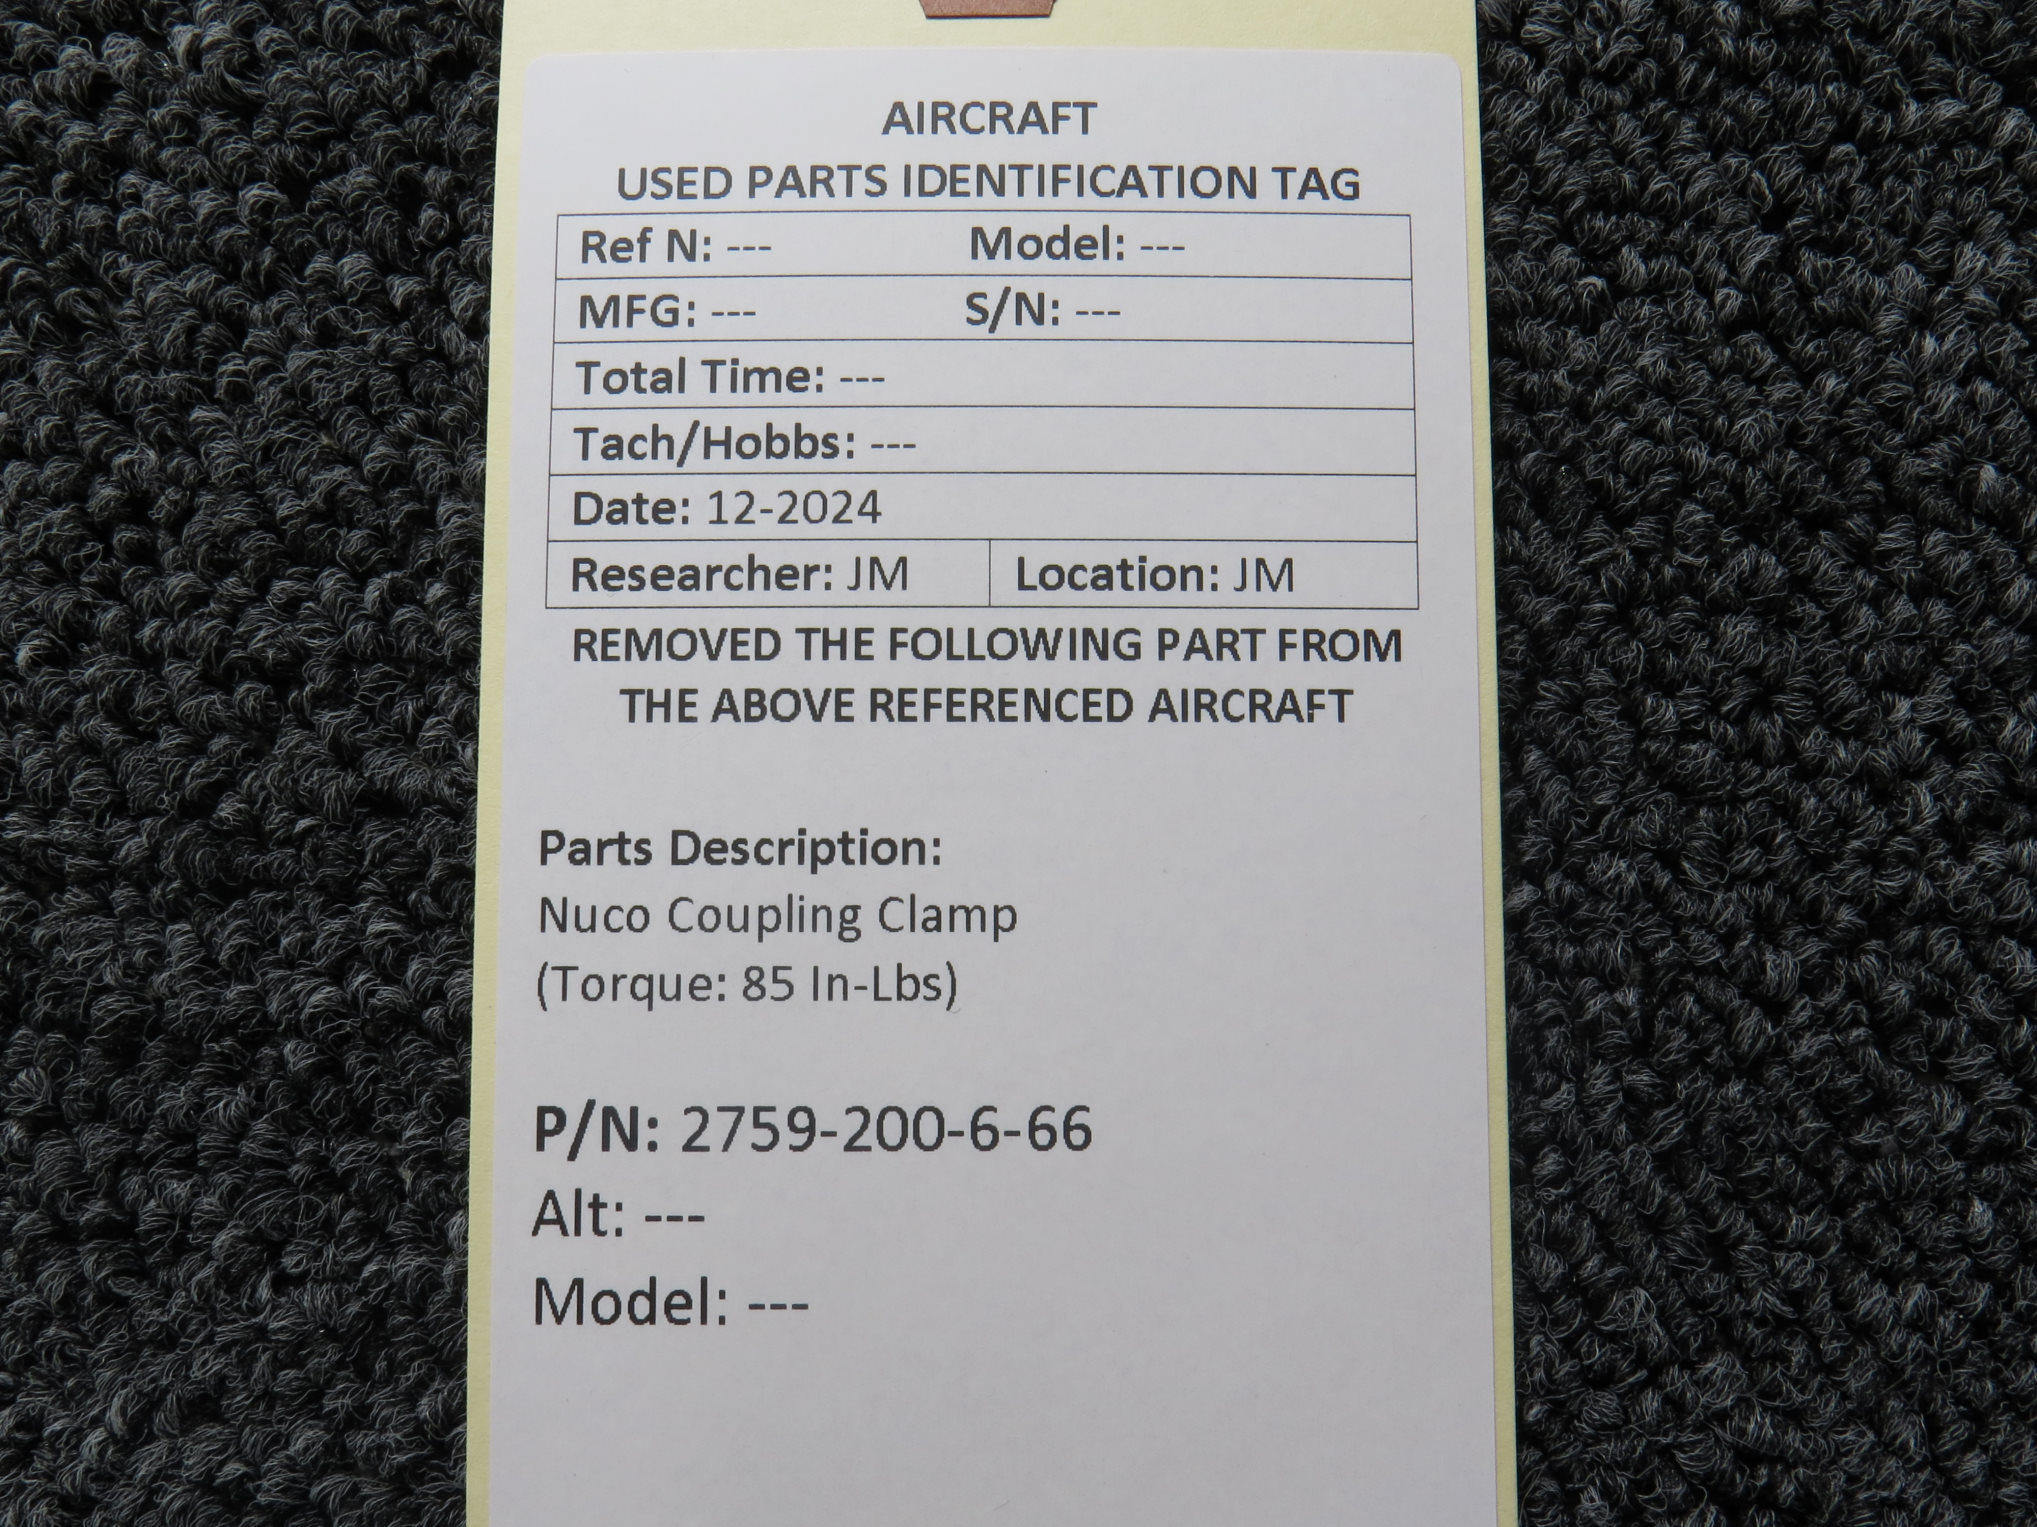 AIRCRAFT
USED PARTS IDENTIFICATION TAG
Ref N: --- Model: ---
MFG: --- S/N: ---
Total Time: ---
Tach/Hobbs: ---
Date: 12-2024
Researcher: JM Location: JM
REMOVED THE FOLLOWING PART FROM
THE ABOVE REFERENCED AIRCRAFT
Parts Description:
Nuco Coupling Clamp
(Torque: 85 In-Lbs)
P/N: 2759-200-6-66
Alt: ---
Model: ---